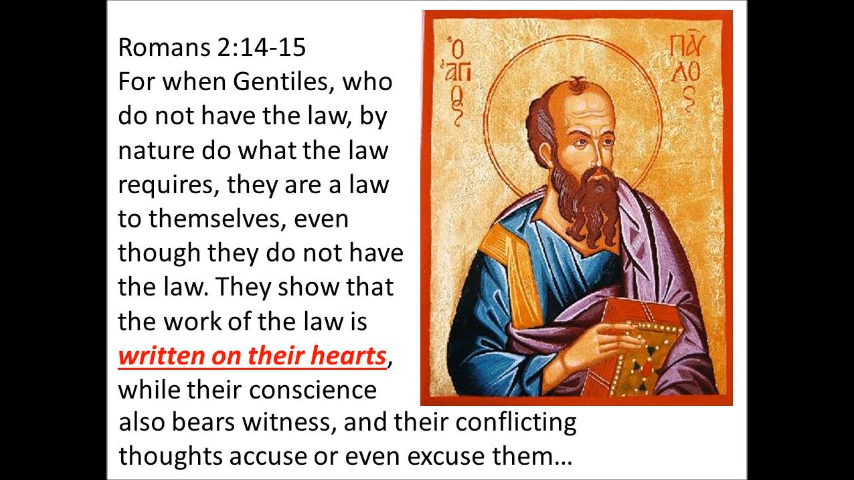 Romans 2:14-15
For when Gentiles, who
do not have the law, by
nature do what the law
requires, they are a law
to themselves, even
though they do not have
the law. They show that
the work of the law is
written on their hearts,
while their conscience
also bears witness, and their conflicting
thoughts accuse or even excuse them...
Ὁ
ἍΓΙ
Ο
ς
ΠΑΥ
ΛΟ
ς